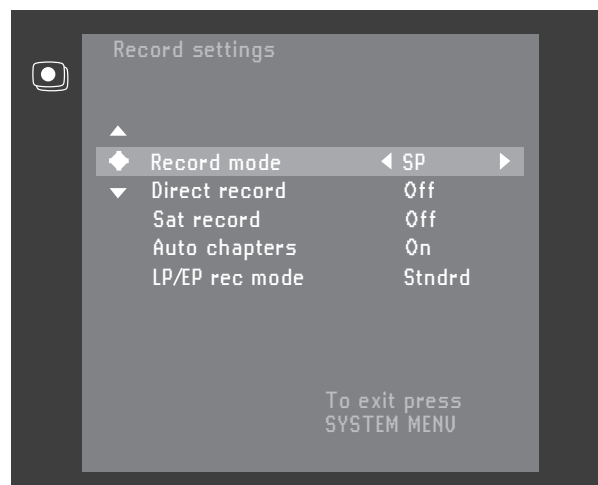 Record settings
Record mode SP
Direct record Off
Sat record Off
Auto chapters On
LP/EP rec mode Stndrd
To exit press
SYSTEM MENU